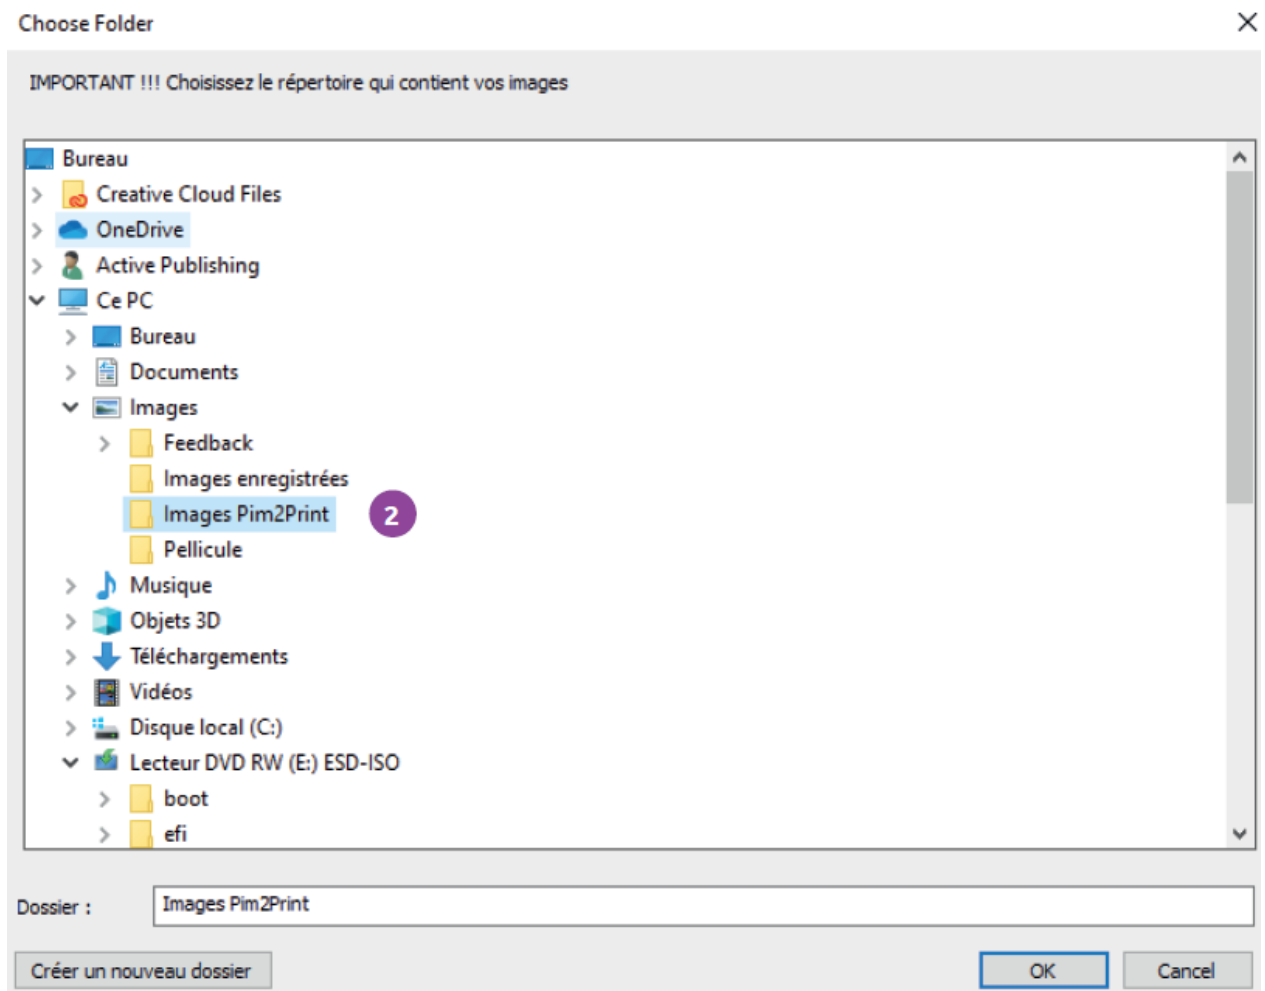 Choose Folder
IMPORTANT !!! Choisissez le répertoire qui contient vos images
Bureau
Creative Cloud Files
OneDrive
Active Publishing
Ce PC
Bureau
Documents
Images
Feedback
Images enregistrées
Images Pim2Print 2
Pellicule
Musique
Objets 3D
Téléchargements
Vidéos
Disque local (C:)
Lecteur DVD RW (E:) ESD-ISO
boot
efi
Dossier : Images Pim2Print
Créer un nouveau dossier OK Cancel